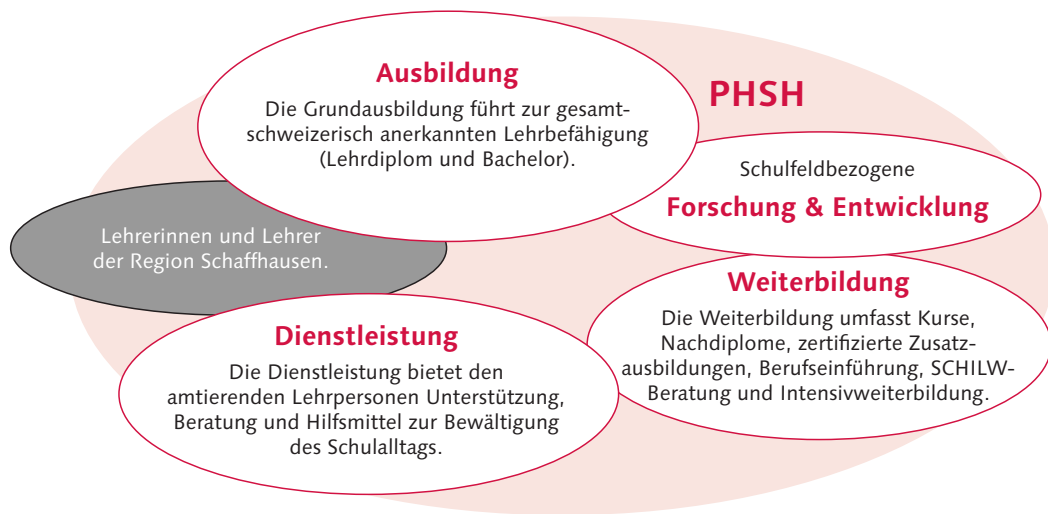 Ausbildung
Die Grundausbildung führt zur gesamt-
schweizerisch anerkannten Lehrbefähigung
(Lehrdiplom und Bachelor).
PHSH
Schulfeldbezogene
Forschung & Entwicklung
Lehrerinnen und Lehrer
der Region Schaffhausen.
Weiterbildung
Die Weiterbildung umfasst Kurse,
Nachdiplome, zertifizierte Zusatz-
ausbildungen, Berufseinführung, SCHILW-
Beratung und Intensivweiterbildung.
Dienstleistung
Die Dienstleistung bietet den
amtierenden Lehrpersonen Unterstützung,
Beratung und Hilfsmittel zur Bewältigung
des Schulalltags.